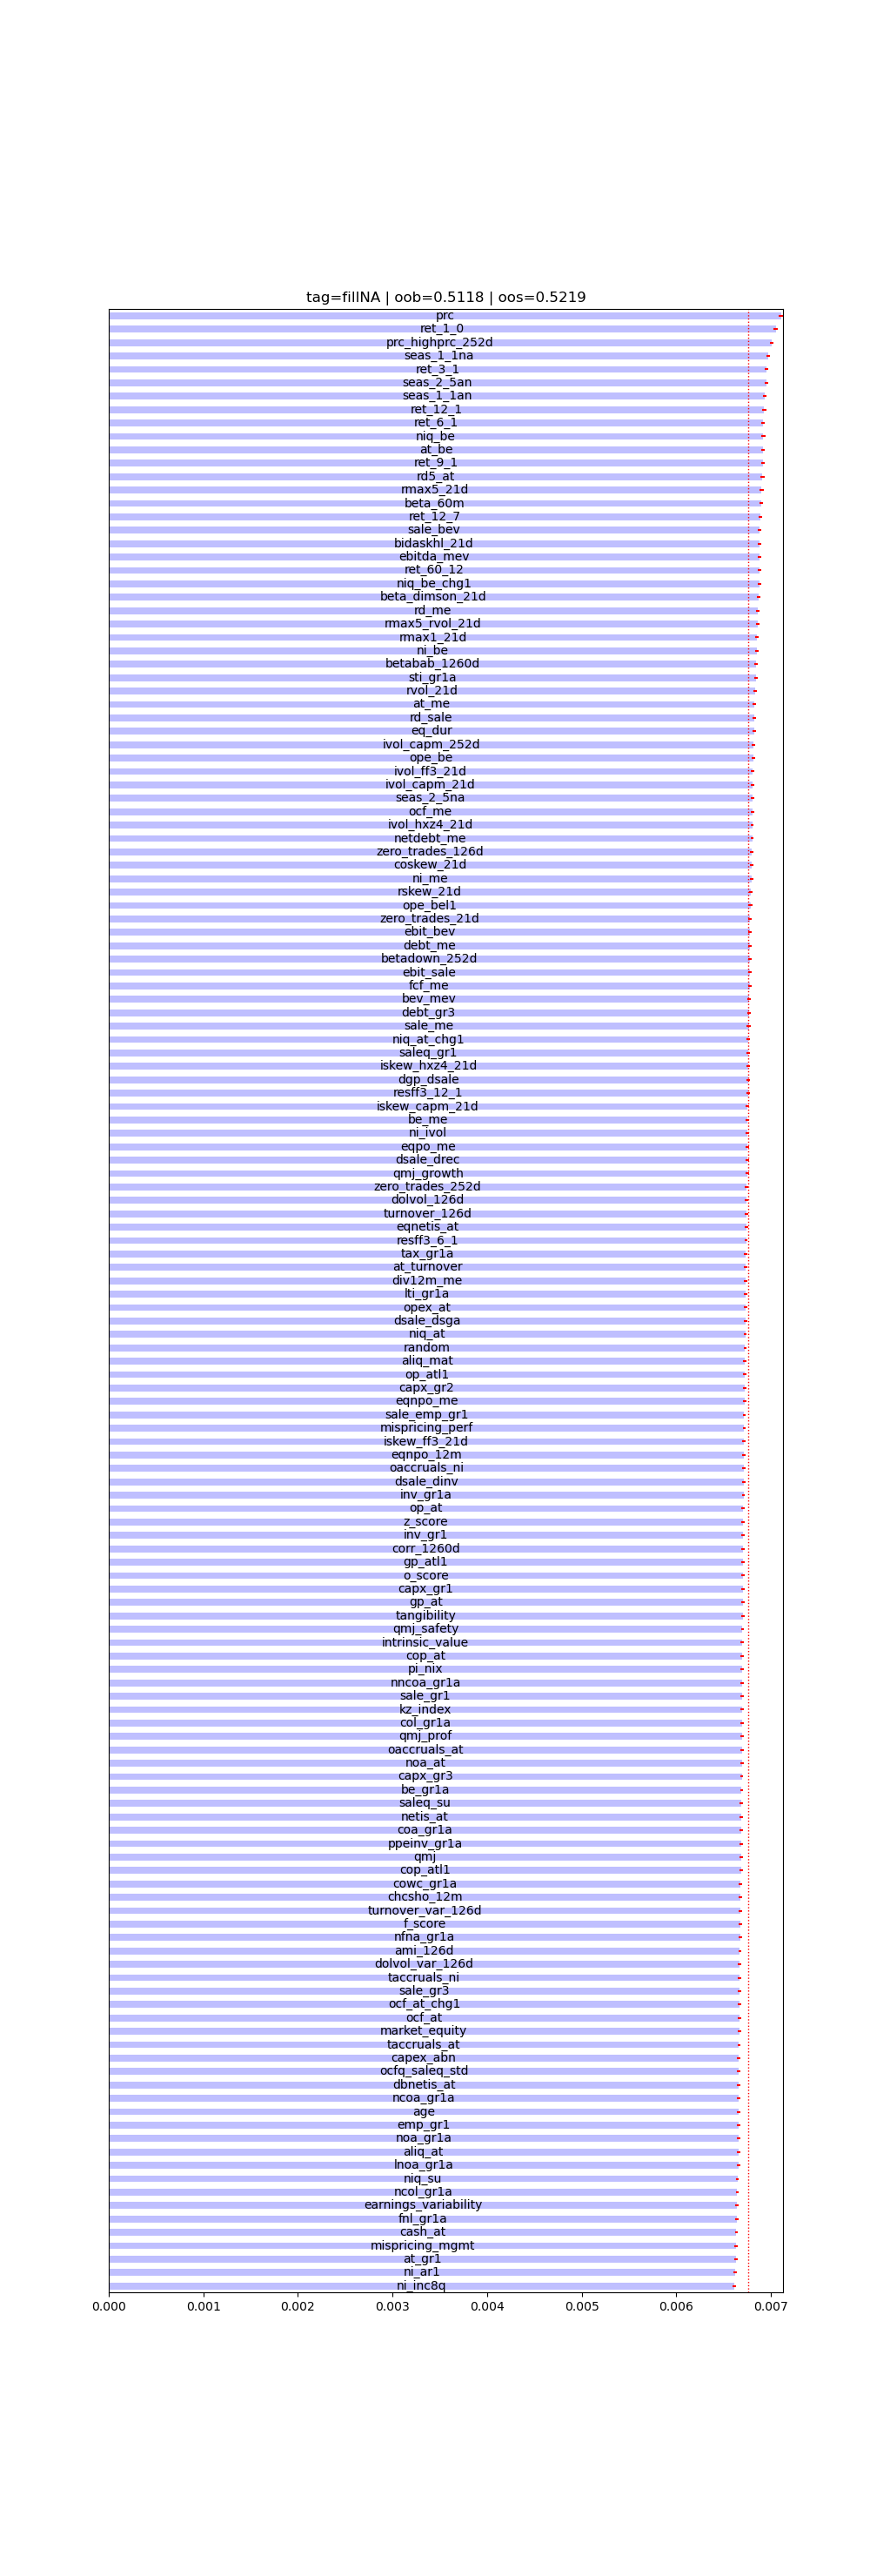 tag=fillNA | oob=0.5118 | oos=0.5219
prc
ret_1_0
prc_highprc_252d
seas_1_1na
ret_3_1
seas_2_5an
seas_1_1an
ret_12_1
ret_6_1
niq_be
at_be
ret_9_1
rd5_at
rmax5_21d
beta_60m
ret_12_7
sale_bev
bidaskhl_21d
ebitda_mev
ret_60_12
niq_be_chg1
beta_dimson_21d
rd_me
rmax5_rvol_21d
rmax1_21d
ni_be
betabab_1260d
sti_gr1a
rvol_21d
at_me
rd_sale
eq_dur
ivol_capm_252d
ope_be
ivol_ff3_21d
ivol_capm_21d
seas_2_5na
ocf_me
ivol_hxz4_21d
netdebt_me
zero_trades_126d
coskew_21d
ni_me
rskew_21d
ope_bel1
zero_trades_21d
ebit_bev
debt_me
betadown_252d
ebit_sale
fcf_me
bev_mev
debt_gr3
sale_me
niq_at_chg1
saleq_gr1
iskew_hxz4_21d
dgp_dsale
resff3_12_1
iskew_capm_21d
be_me
ni_ivol
eqpo_me
dsale_drec
qmj_growth
zero_trades_252d
dolvol_126d
turnover_126d
eqnetis_at
resff3_6_1
tax_gr1a
at_turnover
div12m_me
lti_gr1a
opex_at
dsale_dsga
niq_at
random
aliq_mat
op_atl1
capx_gr2
eqnpo_me
sale_emp_gr1
mispricing_perf
iskew_ff3_21d
eqnpo_12m
oaccruals_ni
dsale_dinv
inv_gr1a
op_at
z_score
inv_gr1
corr_1260d
gp_atl1
o_score
capx_gr1
gp_at
tangibility
qmj_safety
intrinsic_value
cop_at
pi_nix
nncoa_gr1a
sale_gr1
kz_index
col_gr1a
qmj_prof
oaccruals_at
noa_at
capx_gr3
be_gr1a
saleq_su
netis_at
coa_gr1a
ppeinv_gr1a
qmj
cop_atl1
cowc_gr1a
chcsho_12m
turnover_var_126d
f_score
nfna_gr1a
ami_126d
dolvol_var_126d
taccruals_ni
sale_gr3
ocf_at_chg1
ocf_at
market_equity
taccruals_at
capex_abn
ocfq_saleq_std
dbnetis_at
ncoa_gr1a
age
emp_gr1
noa_gr1a
aliq_at
lnoa_gr1a
niq_su
ncol_gr1a
earnings_variability
fnl_gr1a
cash_at
mispricing_mgmt
at_gr1
ni_ar1
ni_inc8q
0.000 0.001 0.002 0.003 0.004 0.005 0.006 0.007